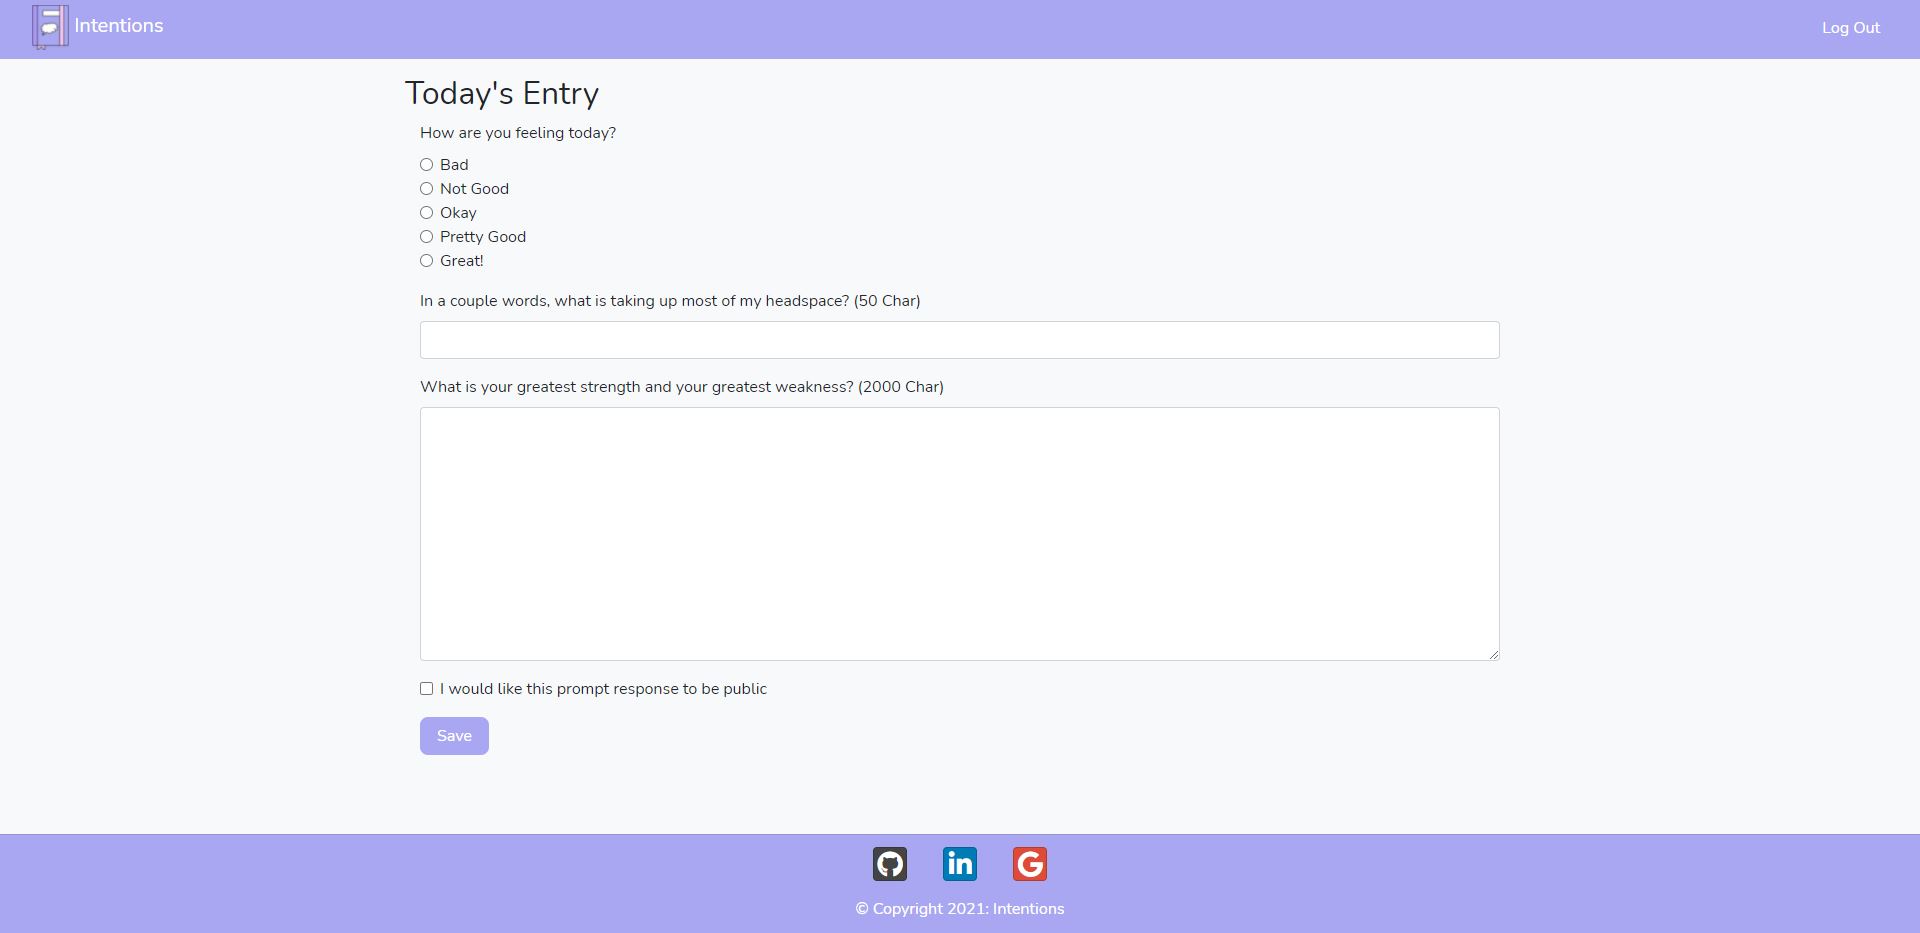 Intentions
Log Out
Today's Entry
How are you feeling today?
Bad
Not Good
Okay
Pretty Good
Great!
In a couple words, what is taking up most of my headspace? (50 Char)
What is your greatest strength and your greatest weakness? (2000 Char)
I would like this prompt response to be public
Save
© Copyright 2021: Intentions